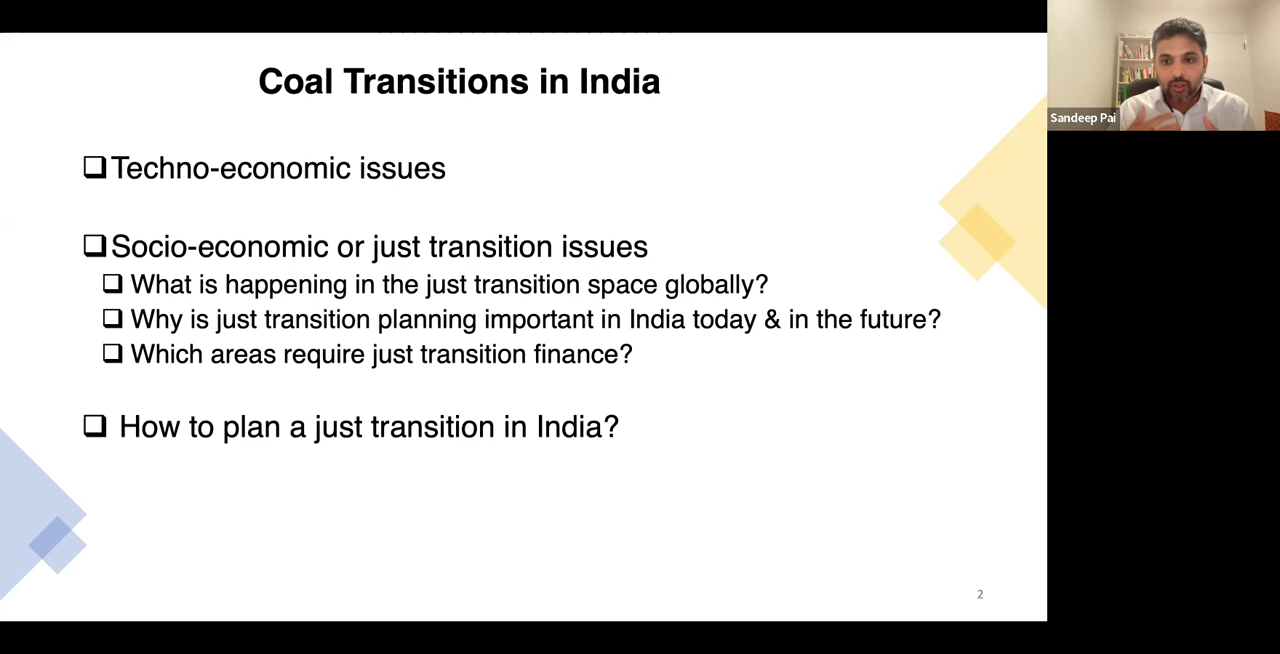 Coal Transitions in India
Techno-economic issues
Socio-economic or just transition issues
What is happening in the just transition space globally?
Why is just transition planning important in India today & in the future?
Which areas require just transition finance?
How to plan a just transition in India?
2
Sandeep Pai